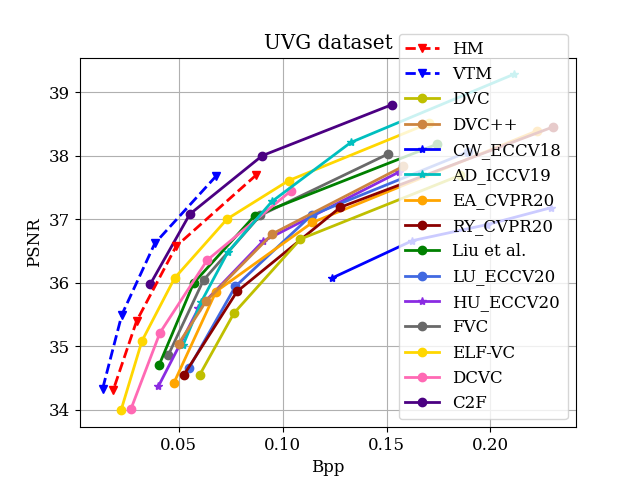 UVG dataset
HM
VTM
DVC
DVC++
CW_ECCV18
AD_ICCV19
EA_CVPR20
RY_CVPR20
Liu et al.
LU_ECCV20
HU_ECCV20
FVC
ELF-VC
DCVC
C2F
PSNR
39
38
37
36
35
34
0.05
0.10
0.15
0.20
Bpp